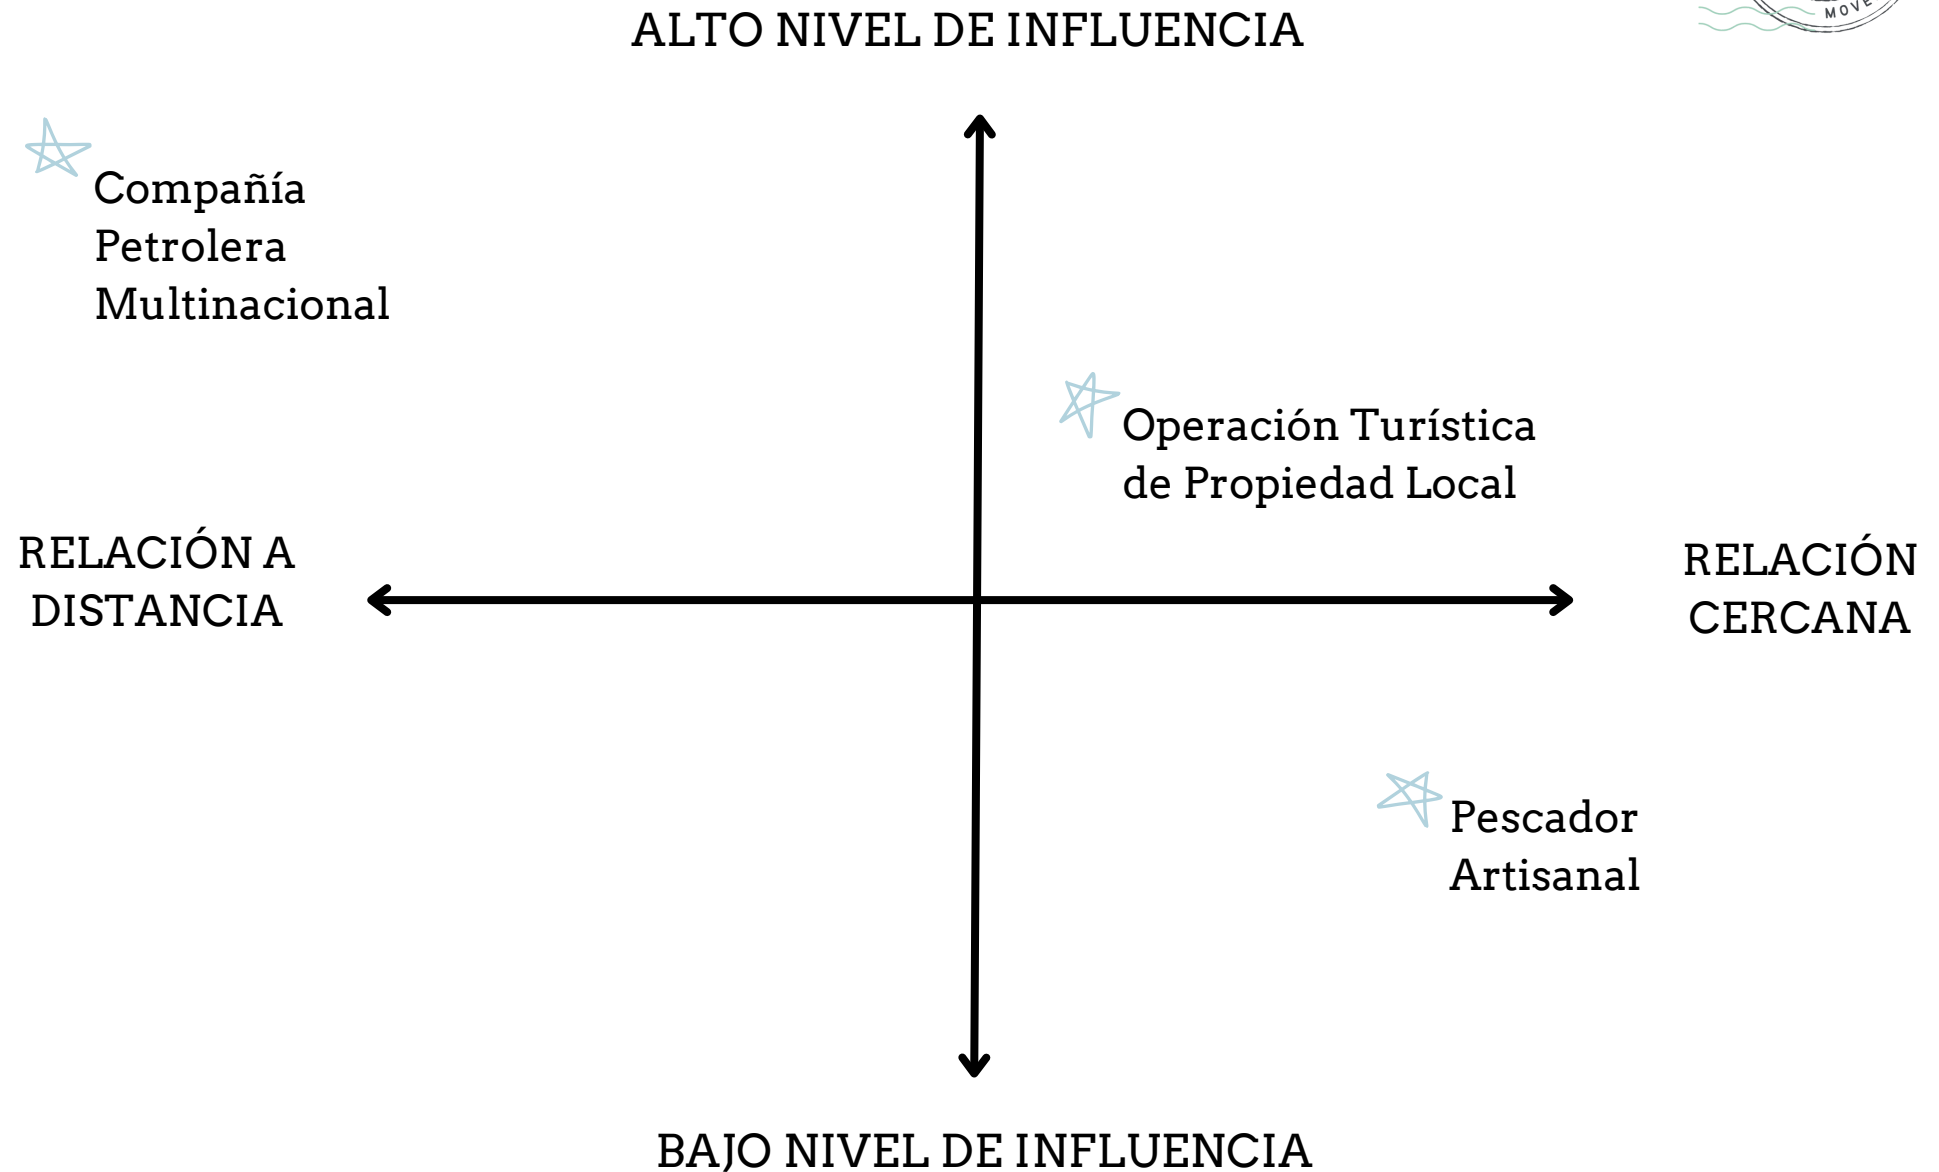 MOVE
ALTO NIVEL DE INFLUENCIA
Compañía
Petrolera
Multinacional
Operación Turística
de Propiedad Local
RELACIÓN A
DISTANCIA
RELACIÓN
CERCANA
Pescador
Artisanal
BAJO NIVEL DE INFLUENCIA